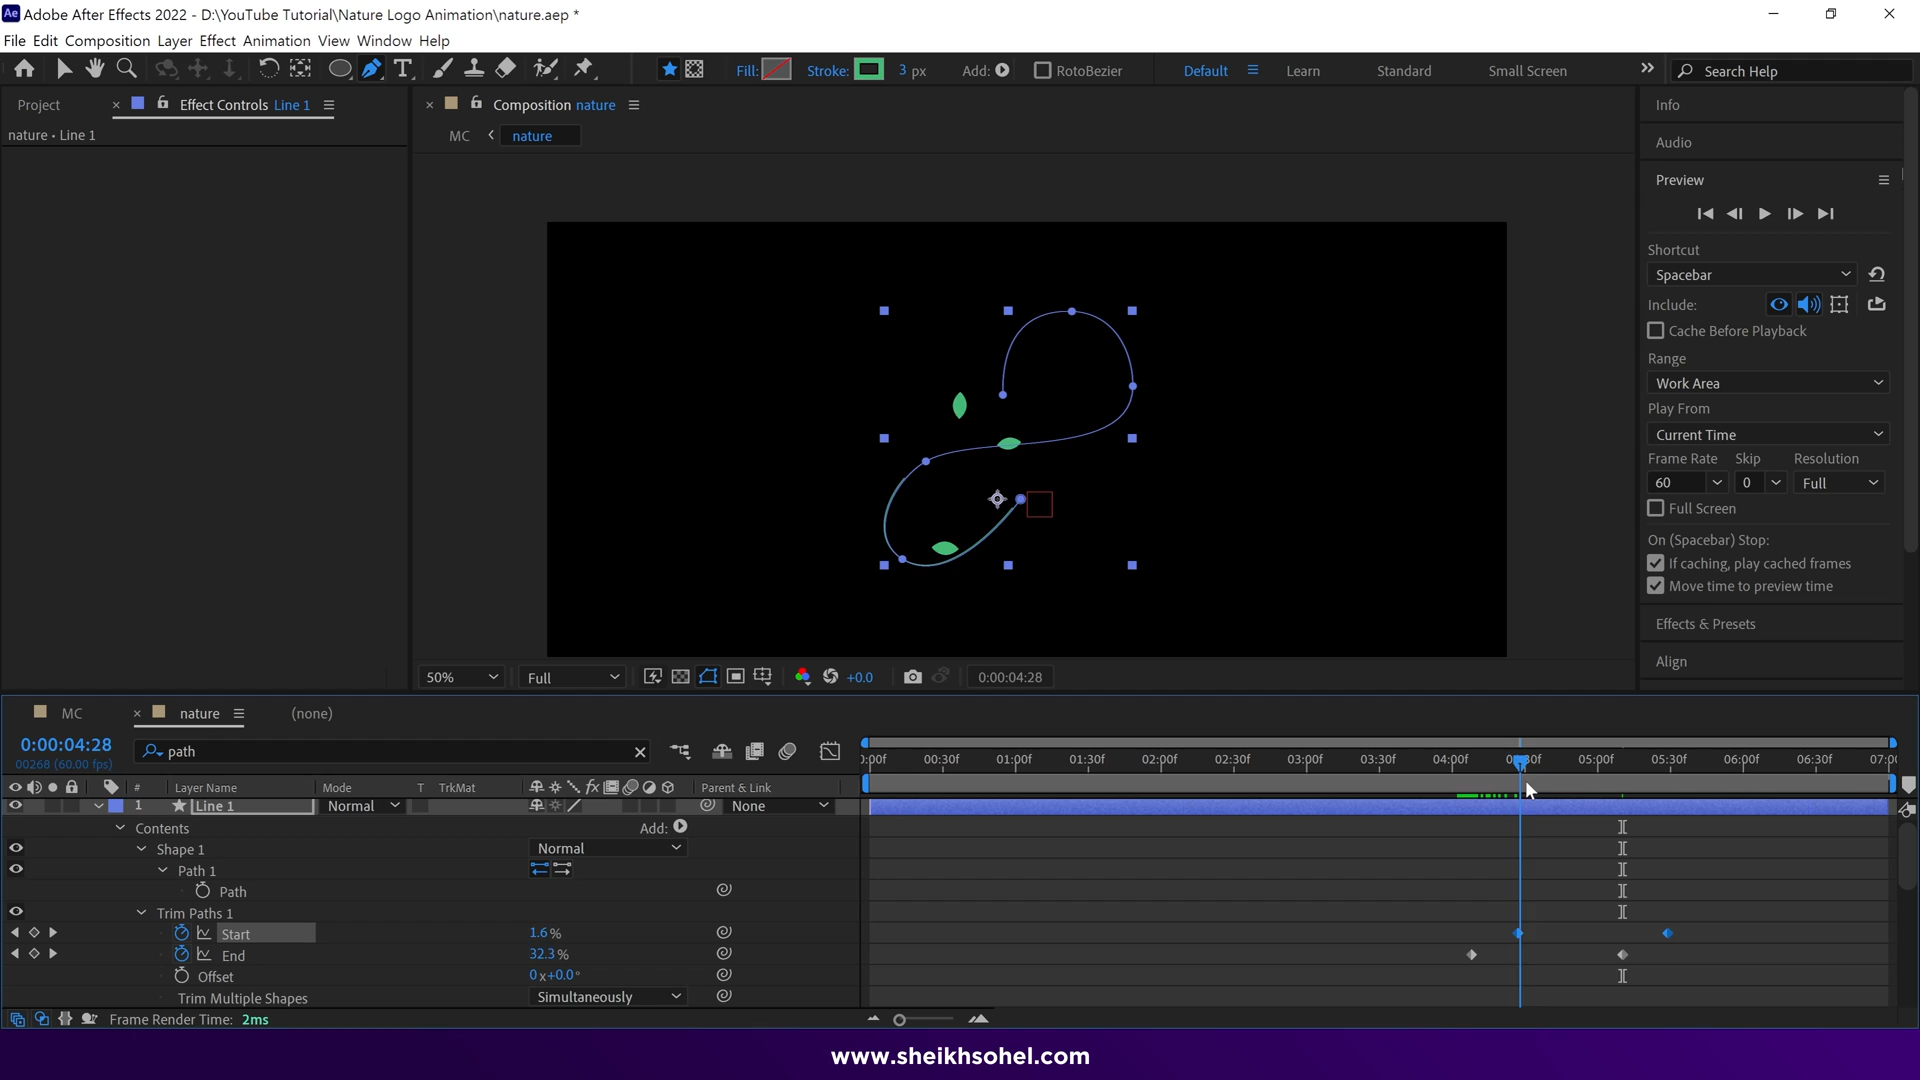 Ae Adobe After Effects 2022 - D:\YouTube Tutorial\Nature Logo Animation\nature.aep *
File Edit Composition Layer Effect Animation View Window Help
Fill: Stroke: 3 px Add: RotoBezier Default Learn Standard Small Screen Search Help
Project Effect Controls Line 1 Composition nature
nature • Line 1
MC nature
Info
Audio
Preview
Shortcut
Spacebar
Include:
Cache Before Playback
Range
Work Area
Play From
Current Time
Frame Rate Skip Resolution
60 0 Full
Full Screen
On (Spacebar) Stop:
If caching, play cached frames
Move time to preview time
Effects & Presets
Align
50% Full +0.0 0:00:04:28
MC nature (none)
0:00:04:28
00268 (60.00 fps)
path
:00f 00:30f 01:00f 01:30f 02:00f 02:30f 03:00f 03:30f 04:00f 05:00f 05:30f 06:00f 06:30f
# Layer Name Mode T TrkMat fx Parent & Link
1 Line 1 Normal None
Contents Add:
Shape 1 Normal
Path 1
Path
Trim Paths 1
Start 1.6 %
End 32.3 %
Offset 0 x +0.0 °
Trim Multiple Shapes Simultaneously
Frame Render Time: 2ms
www.sheikhsohel.com